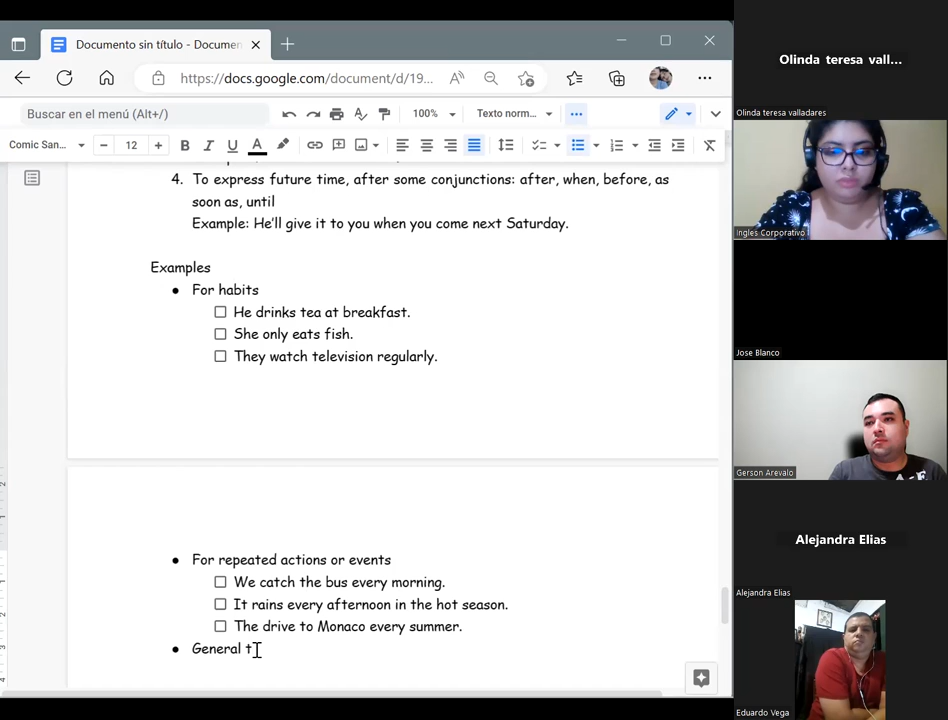 Documento sin título - Documen
https://docs.google.com/document/d/19...
Buscar en el menú (Alt+/)
100%
Texto norm...
Comic San...
12
4. To express future time, after some conjunctions: after, when, before, as
soon as, until
Example: He'll give it to you when you come next Saturday.
Examples
For habits
He drinks tea at breakfast.
She only eats fish.
They watch television regularly.
For repeated actions or events
We catch the bus every morning.
It rains every afternoon in the hot season.
The drive to Monaco every summer.
General t
Olinda teresa vall...
Olinda teresa valladares
Ingles Corporativo
Jose Blanco
Gerson Arevalo
Alejandra Elias
Alejandra Elias
Eduardo Vega